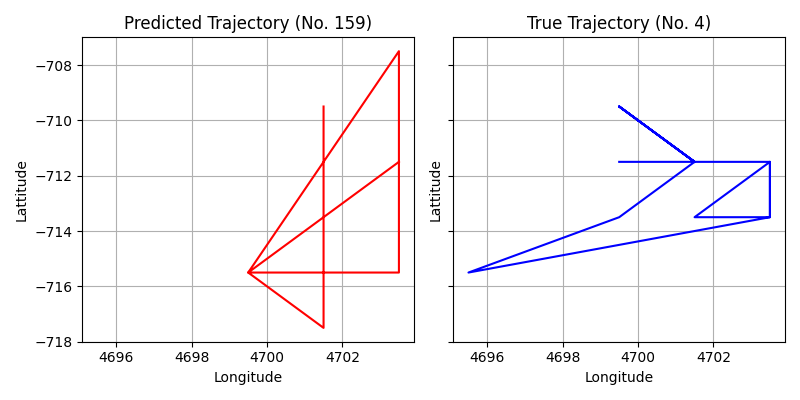 Predicted Trajectory (No. 159)
True Trajectory (No. 4)
−708
−710
−712
−714
−716
−718
Lattitude
Lattitude
4696
4698
4700
4702
4696
4698
4700
4702
Longitude
Longitude